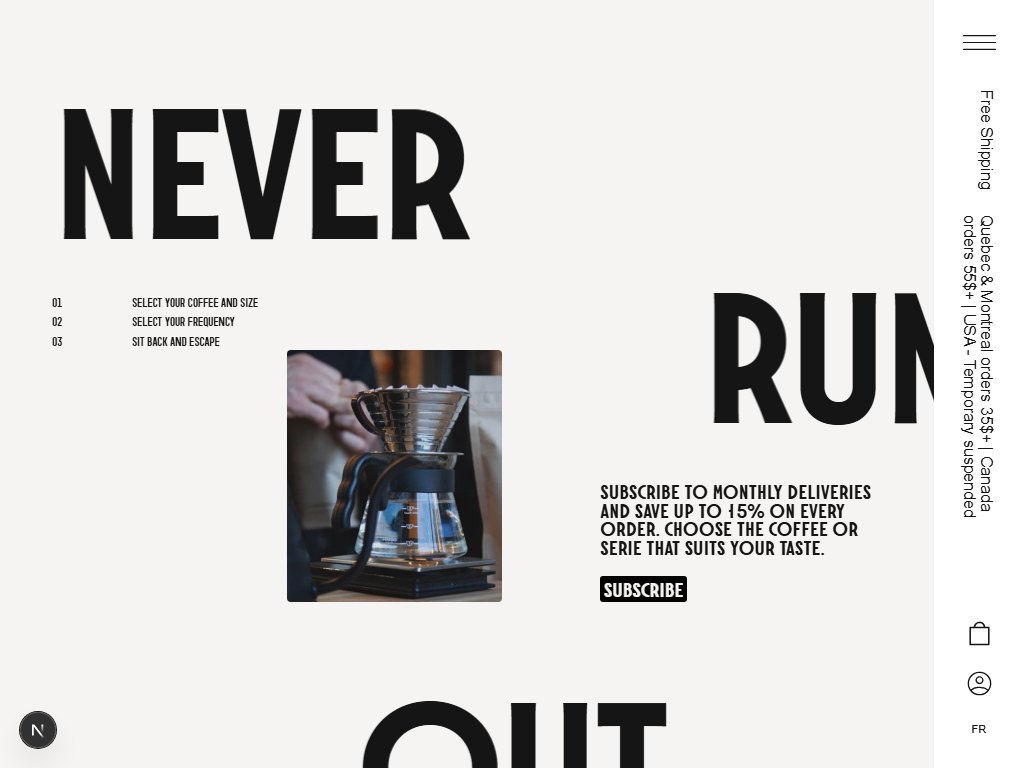 NEVER
01 SELECT YOUR COFFEE AND SIZE
02 SELECT YOUR FREQUENCY
03 SIT BACK AND ESCAPE
RUN
SUBSCRIBE TO MONTHLY DELIVERIES
AND SAVE UP TO 15% ON EVERY
ORDER. CHOOSE THE COFFEE OR
SERIE THAT SUITS YOUR TASTE.
SUBSCRIBE
OUT
N
Free Shipping
Quebec & Montreal orders 35$+ | Canada
orders 55$+ | USA - Temporary suspended
FR